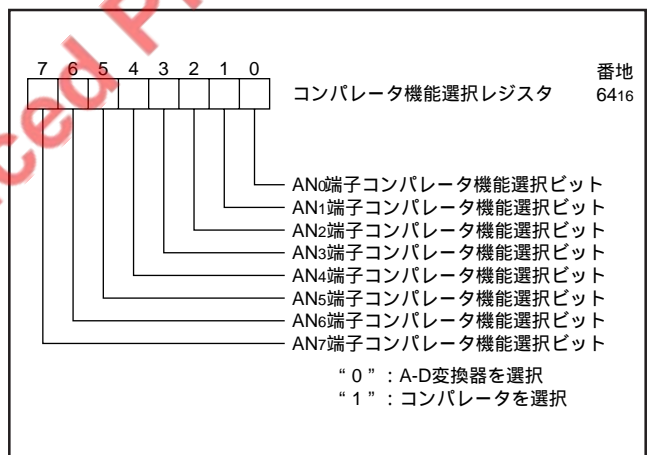 ced P
7 6 5 4 3 2 1 0
番地
コンパレータ機能選択レジスタ 6416
AN0端子コンパレータ機能選択ビット
AN1端子コンパレータ機能選択ビット
AN2端子コンパレータ機能選択ビット
AN3端子コンパレータ機能選択ビット
AN4端子コンパレータ機能選択ビット
AN5端子コンパレータ機能選択ビット
AN6端子コンパレータ機能選択ビット
AN7端子コンパレータ機能選択ビット
“0”:A-D変換器を選択
“1”:コンパレータを選択